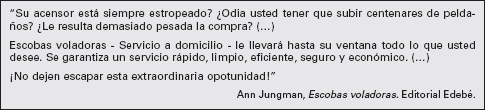 “Su acensor está siempre estropeado? ¿Odia usted tener que subir centenares de pelda-
ños? ¿Le resulta demasiado pesada la compra? (...)
Escobas voladoras - Servicio a domicilio - le llevará hasta su ventana todo lo que usted
desee. Se garantiza un servicio rápido, limpio, eficiente, seguro y económico. (...)
¡No dejen escapar esta extraordinaria opotunidad!”
Ann Jungman, Escobas voladoras. Editorial Edebé.